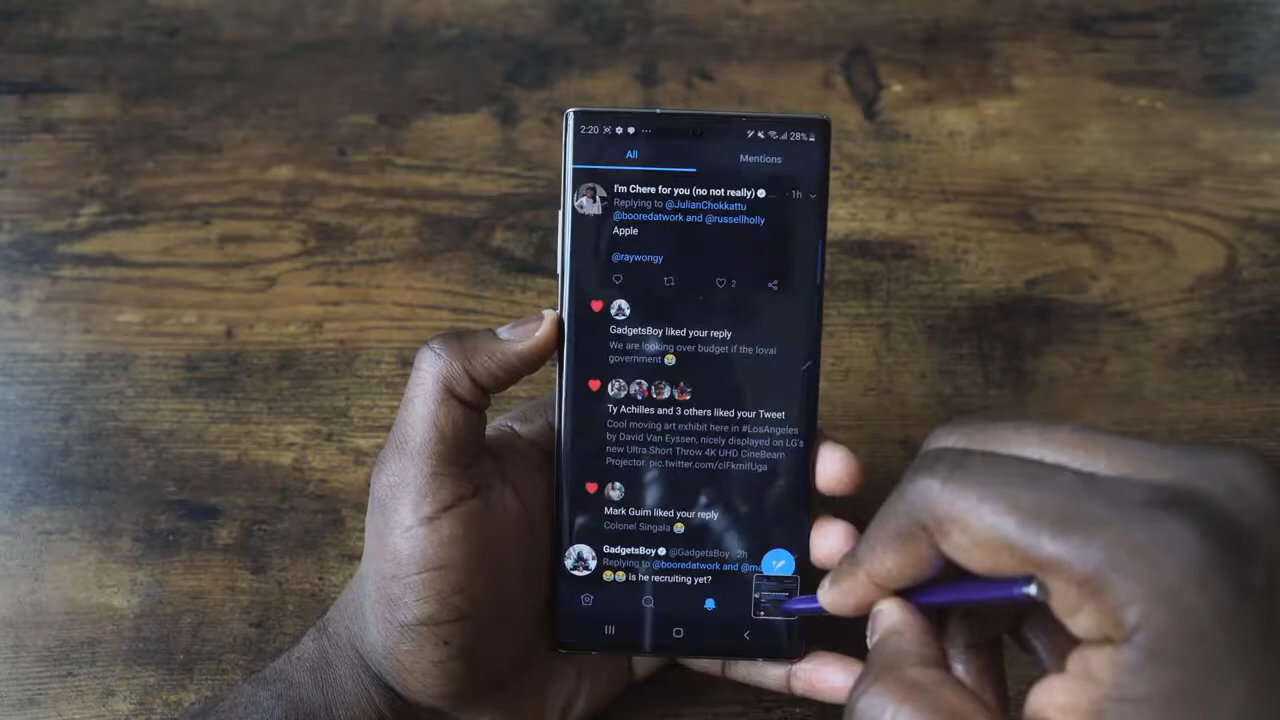 2:20 ... 28%
All Mentions
I'm Chere for you (no not really) ... · 1h
Replying to @JulianChokkattu
@booredatwork and @russellholly
Apple
@raywongy
2
GadgetsBoy liked your reply
We are looking over budget if the loval
government 😭
Ty Achilles and 3 others liked your Tweet
Cool moving art exhibit here in #LosAngeles
by David Van Eyssen, nicely displayed on LG's
new Ultra Short Throw 4K UHD CineBeam
Projector pic.twitter.com/clFkmIfUga
Mark Guim liked your reply
Colonel Singala 😭
GadgetsBoy @GadgetsBoy · 2h
Replying to @booredatwork and
😭😭 is he recruiting yet?